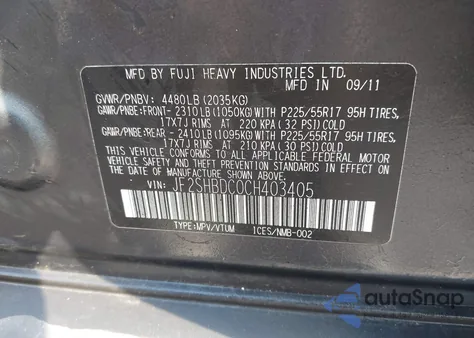 MFD BY FUJI HEAVY INDUSTRIES LTD.
MFD IN 09/11
GVWR/PNBV: 4480LB (2035KG)
GAWR/PNBE:FRONT- 2310LB (1050KG)WITH P225/55R17 95H TIRES,
17X7J RIMS AT 220 KPA (32 PSI) COLD
GAWR/PNBE:REAR - 2410LB (1095KG)WITH P225/55R17 95H TIRES,
17X7J RIMS AT 210 KPA (30 PSI) COLD
THIS VEHICLE CONFORMS TO ALL APPLICABLE FEDERAL MOTOR
VEHICLE SAFETY, BUMPER, AND THEFT PREVENTION STANDARDS
IN EFFECT ON THE DATE OF MANUFACTURE SHOWN ABOVE.
VIN: JF2SHBDC0CH403405
TYPE:MPV/VTUM 1CES/NMB-002
autoSnap